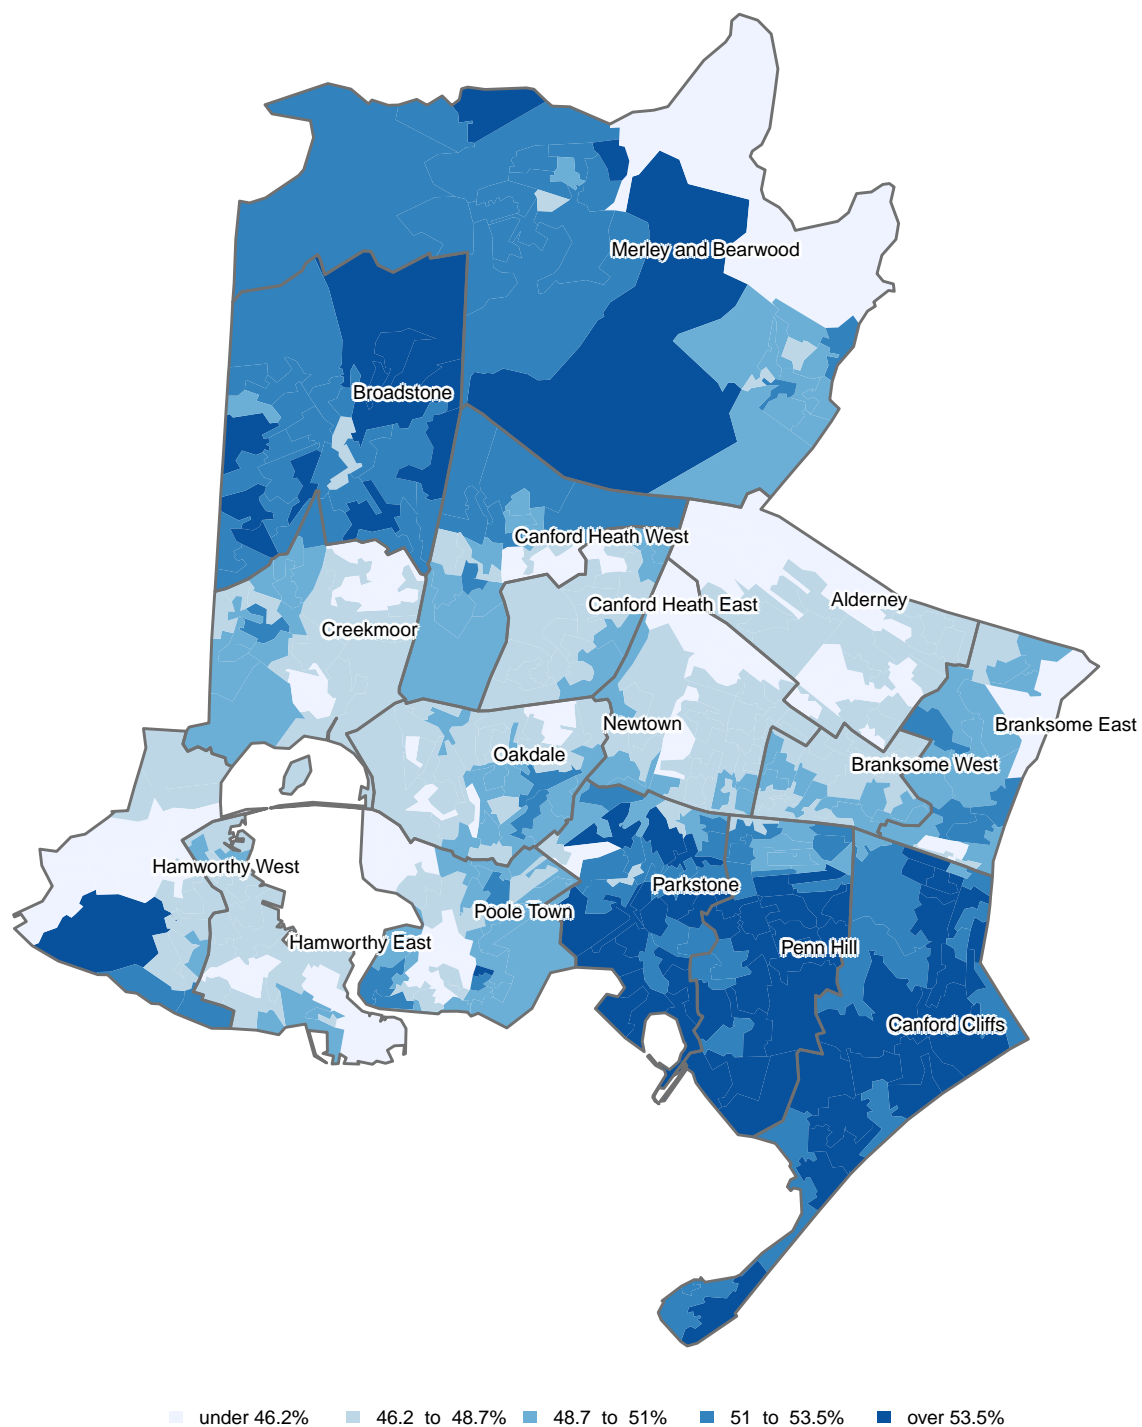 Merley and Bearwood
Broadstone
Canford Heath West
Canford Heath East
Alderney
Creekmoor
Newtown
Branksome East
Oakdale
Branksome West
Hamworthy West
Parkstone
Poole Town
Hamworthy East
Penn Hill
Canford Cliffs
under 46.2% 46.2 to 48.7% 48.7 to 51% 51 to 53.5% over 53.5%